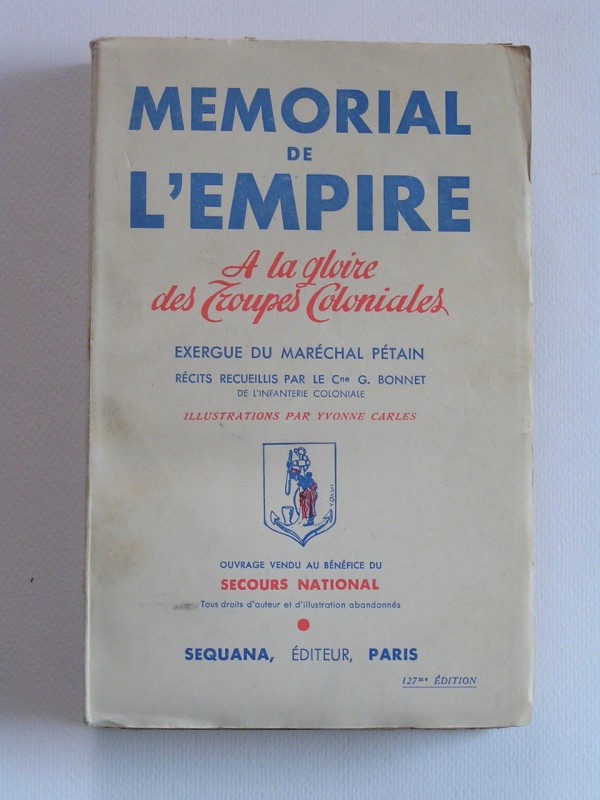 MEMORIAL
DE
L'EMPIRE
A la gloire
des Troupes Coloniales
EXERGUE DU MARÉCHAL PÉTAIN
RÉCITS RECUEILLIS PAR LE Cne G. BONNET
DE L'INFANTERIE COLONIALE
ILLUSTRATIONS PAR YVONNE CARLES
OUVRAGE VENDU AU BÉNÉFICE DU
SECOURS NATIONAL
Tous droits d'auteur et d'illustration abandonnés
SEQUANA, ÉDITEUR, PARIS
127me ÉDITION